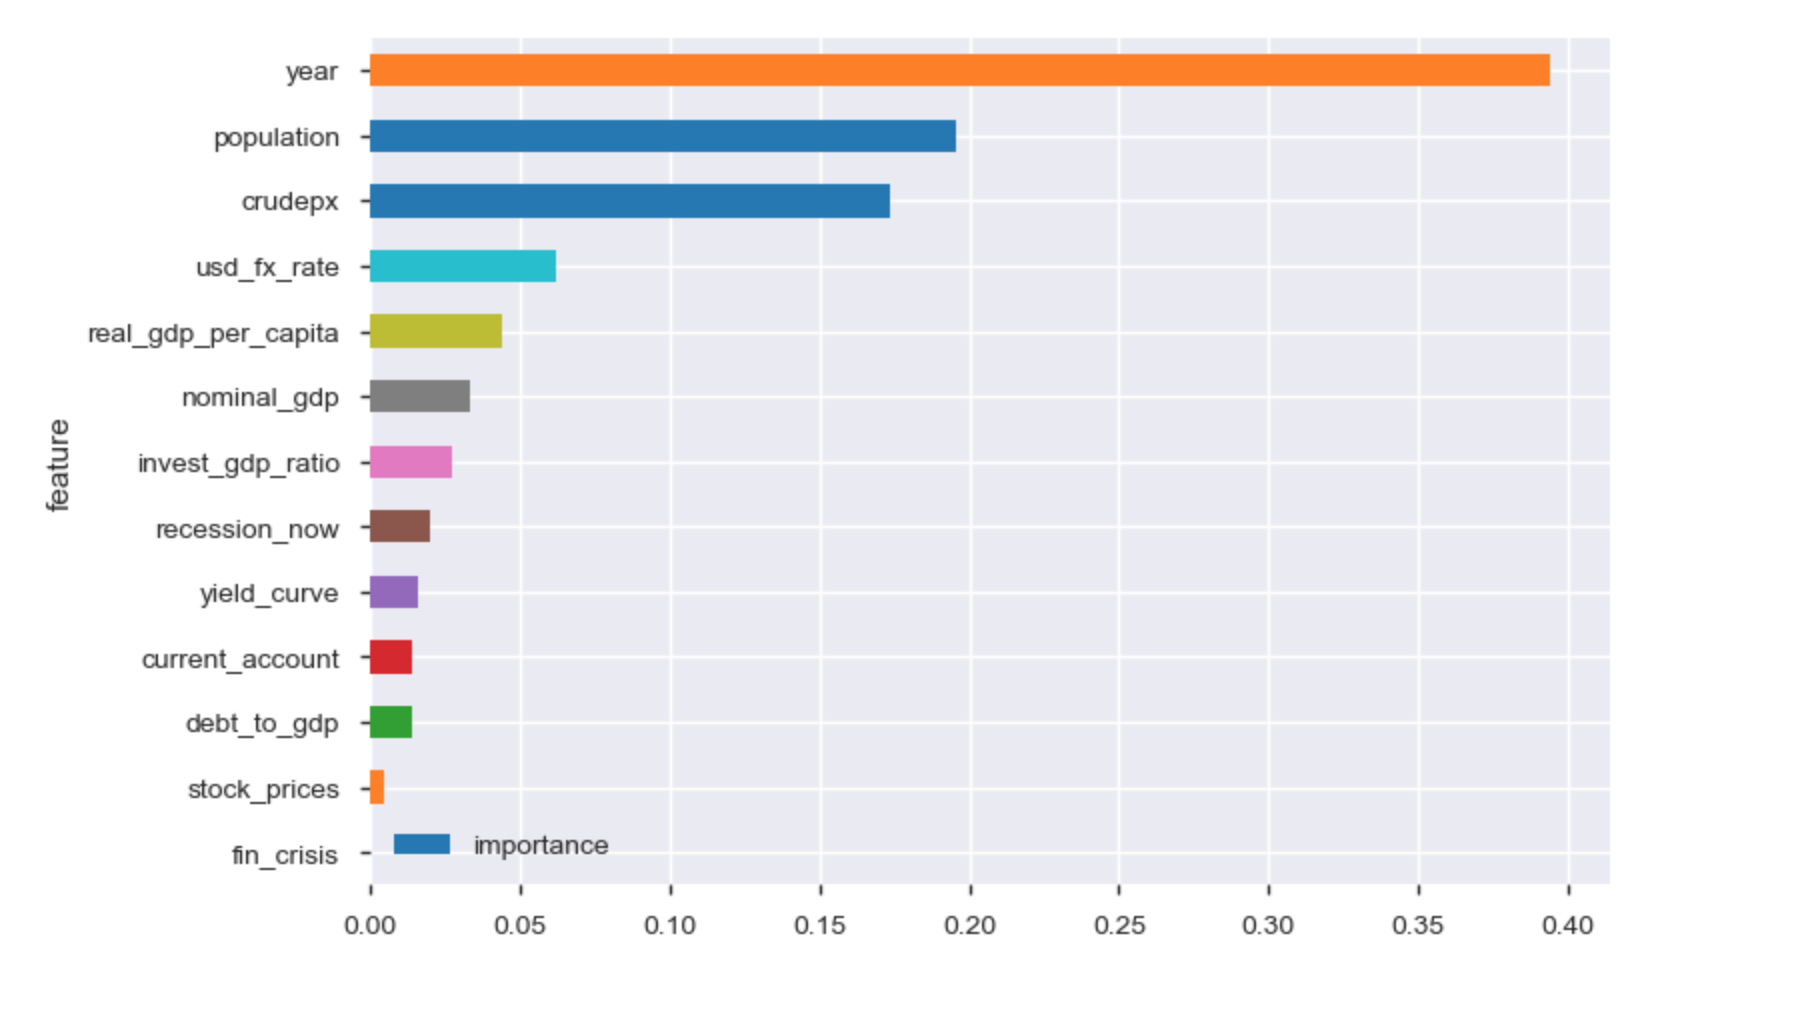 feature
year
population
crudepx
usd_fx_rate
real_gdp_per_capita
nominal_gdp
invest_gdp_ratio
recession_now
yield_curve
current_account
debt_to_gdp
stock_prices
fin_crisis
importance
0.00 0.05 0.10 0.15 0.20 0.25 0.30 0.35 0.40